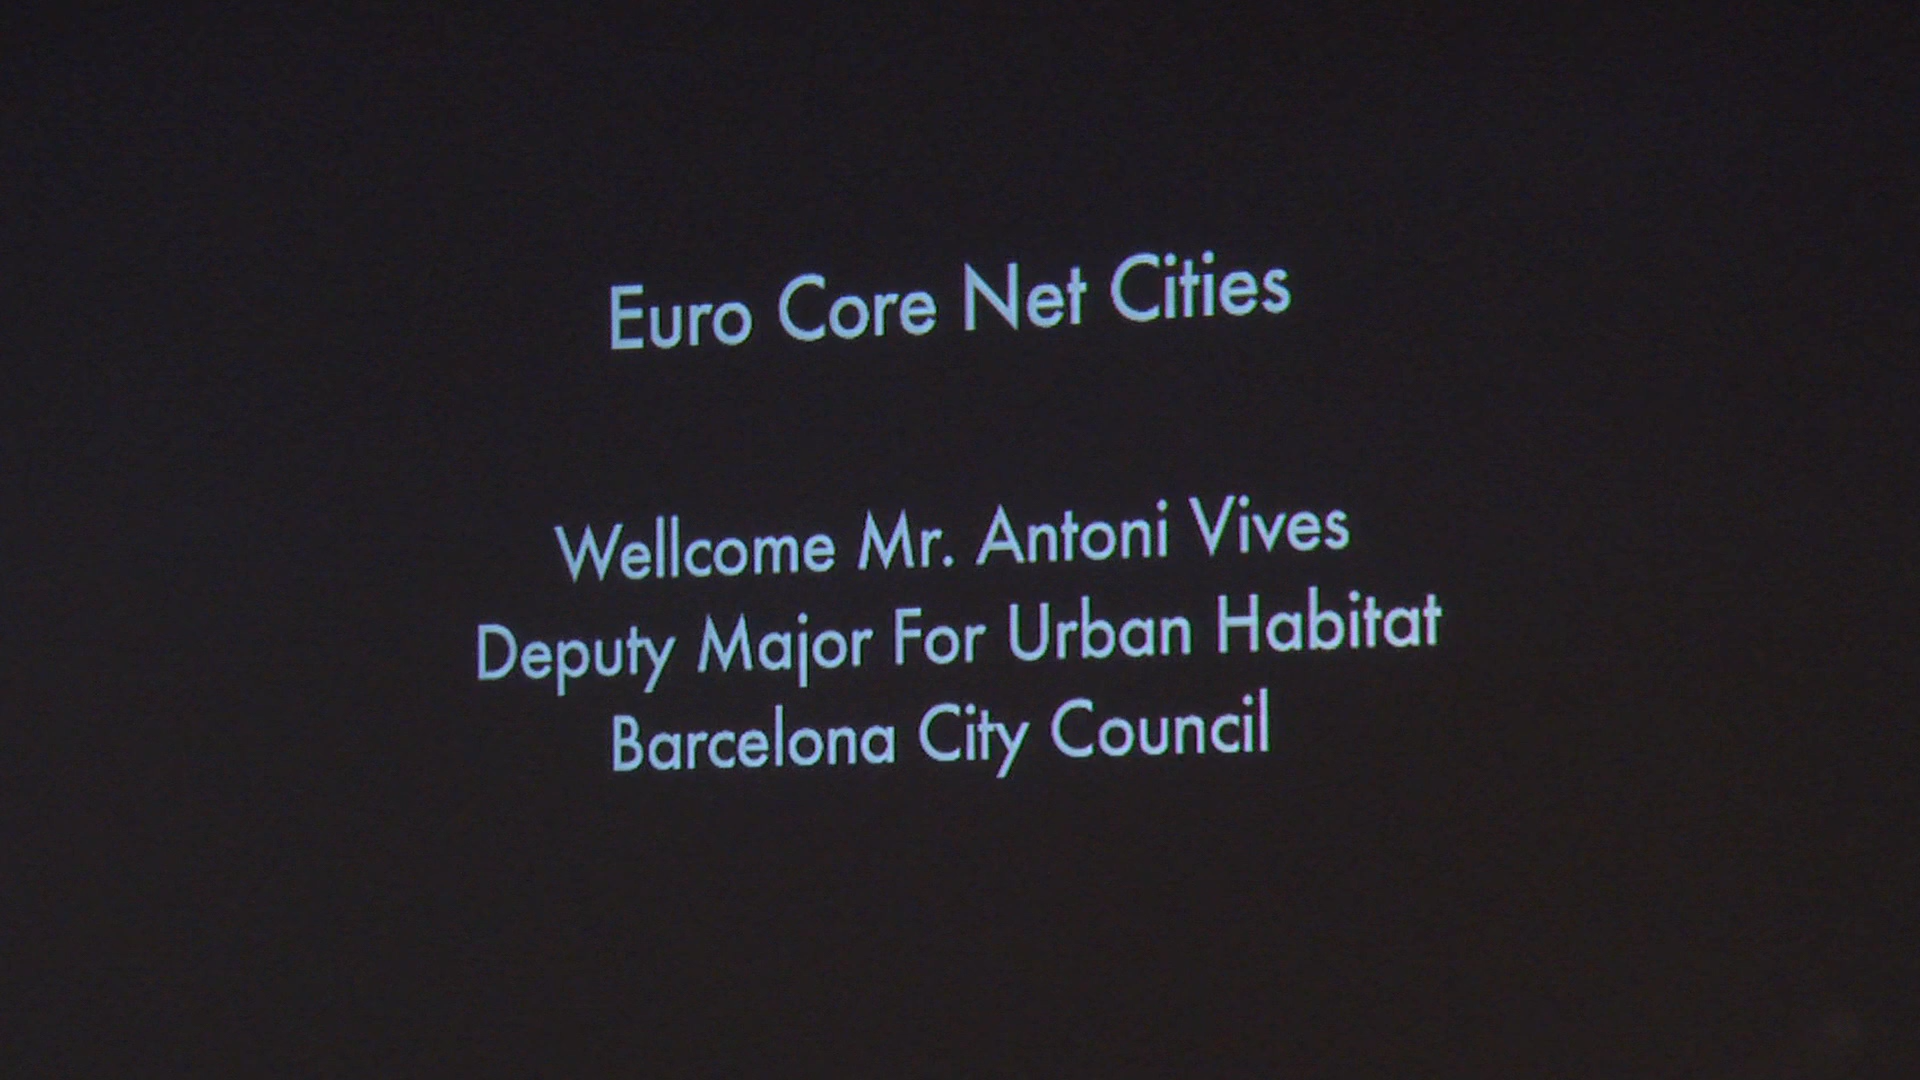 Euro Core Net Cities
Wellcome Mr. Antoni Vives
Deputy Major For Urban Habitat
Barcelona City Council